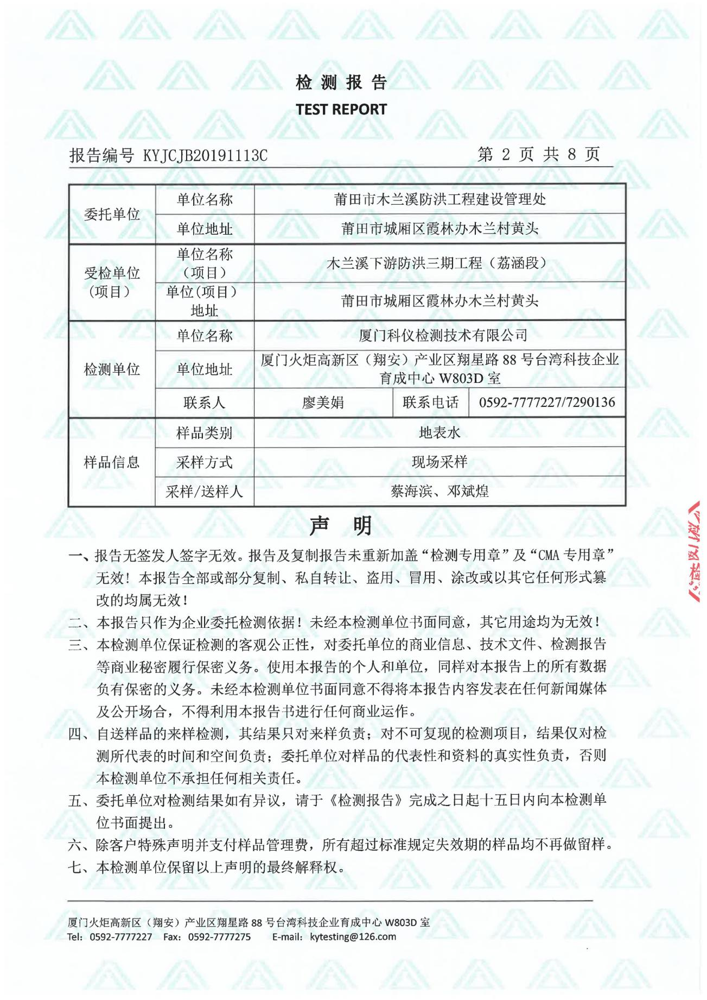 检测报告
TEST REPORT
报告编号 KYJCJB20191113C
第 2 页 共 8 页
委托单位
单位名称
莆田市木兰溪防洪工程建设管理处
单位地址
莆田市城厢区霞林办木兰村黄头
受检单位
(项目)
单位名称
（项目）
木兰溪下游防洪三期工程（荔涵段）
单位(项目)
地址
莆田市城厢区霞林办木兰村黄头
检测单位
单位名称
厦门科仪检测技术有限公司
单位地址
厦门火炬高新区（翔安）产业区翔星路 88 号台湾科技企业
育成中心 W803D 室
联系人
廖美娟
联系电话
0592-7777227/7290136
样品信息
样品类别
地表水
采样方式
现场采样
采样/送样人
蔡海滨、邓斌煌
声 明
一、报告无签发人签字无效。报告及复制报告未重新加盖“检测专用章”及“CMA 专用章”
无效！本报告全部或部分复制、私自转让、盗用、冒用、涂改或以其它任何形式篡
改的均属无效！
二、本报告只作为企业委托检测依据！未经本检测单位书面同意，其它用途均为无效！
三、本检测单位保证检测的客观公正性，对委托单位的商业信息、技术文件、检测报告
等商业秘密履行保密义务。使用本报告的个人和单位，同样对本报告上的所有数据
负有保密的义务。未经本检测单位书面同意不得将本报告内容发表在任何新闻媒体
及公开场合，不得利用本报告书进行任何商业运作。
四、自送样品的来样检测，其结果只对来样负责；对不可复现的检测项目，结果仅对检
测所代表的时间和空间负责；委托单位对样品的代表性和资料的真实性负责，否则
本检测单位不承担任何相关责任。
五、委托单位对检测结果如有异议，请于《检测报告》完成之日起十五日内向本检测单
位书面提出。
六、除客户特殊声明并支付样品管理费，所有超过标准规定失效期的样品均不再做留样。
七、本检测单位保留以上声明的最终解释权。
厦门火炬高新区（翔安）产业区翔星路 88 号台湾科技企业育成中心 W803D 室
Tel：0592-7777227 Fax：0592-7777275 E-mail：kytesting@126.com